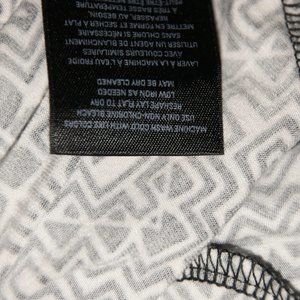 MACHINE WASH COLD WITH LIKE COLORS
USE ONLY NON-CHLORINE BLEACH
RESHAPE, FLAT TO DRY
LOW IRON AS NEEDED
MAY BE DRY CLEANED
LAVER À LA MACHINE À L'EAU FROIDE
COULEURS SIMILAIRES
UTILISER UN AGENT DE BLANCHIMENT
SANS CHLORE SI NÉCESSAIRE
METTRE EN FORME ET SÉCHER À PLAT
REPASSER, AU BESOIN
À TRÈS BASSE TEMPÉRATURE